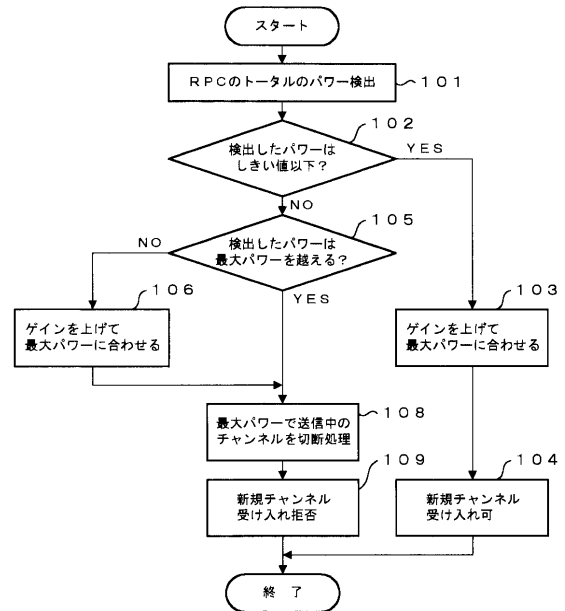 スタート
RPCのトータルのパワー検出
101
102
検出したパワーは
しきい値以下？
YES
NO
105
検出したパワーは
最大パワーを越える？
NO
YES
106
103
ゲインを上げて
最大パワーに合わせる
ゲインを上げて
最大パワーに合わせる
最大パワーで送信中の
チャンネルを切断処理
108
109
104
新規チャンネル
受け入れ拒否
新規チャンネル
受け入れ可
終 了